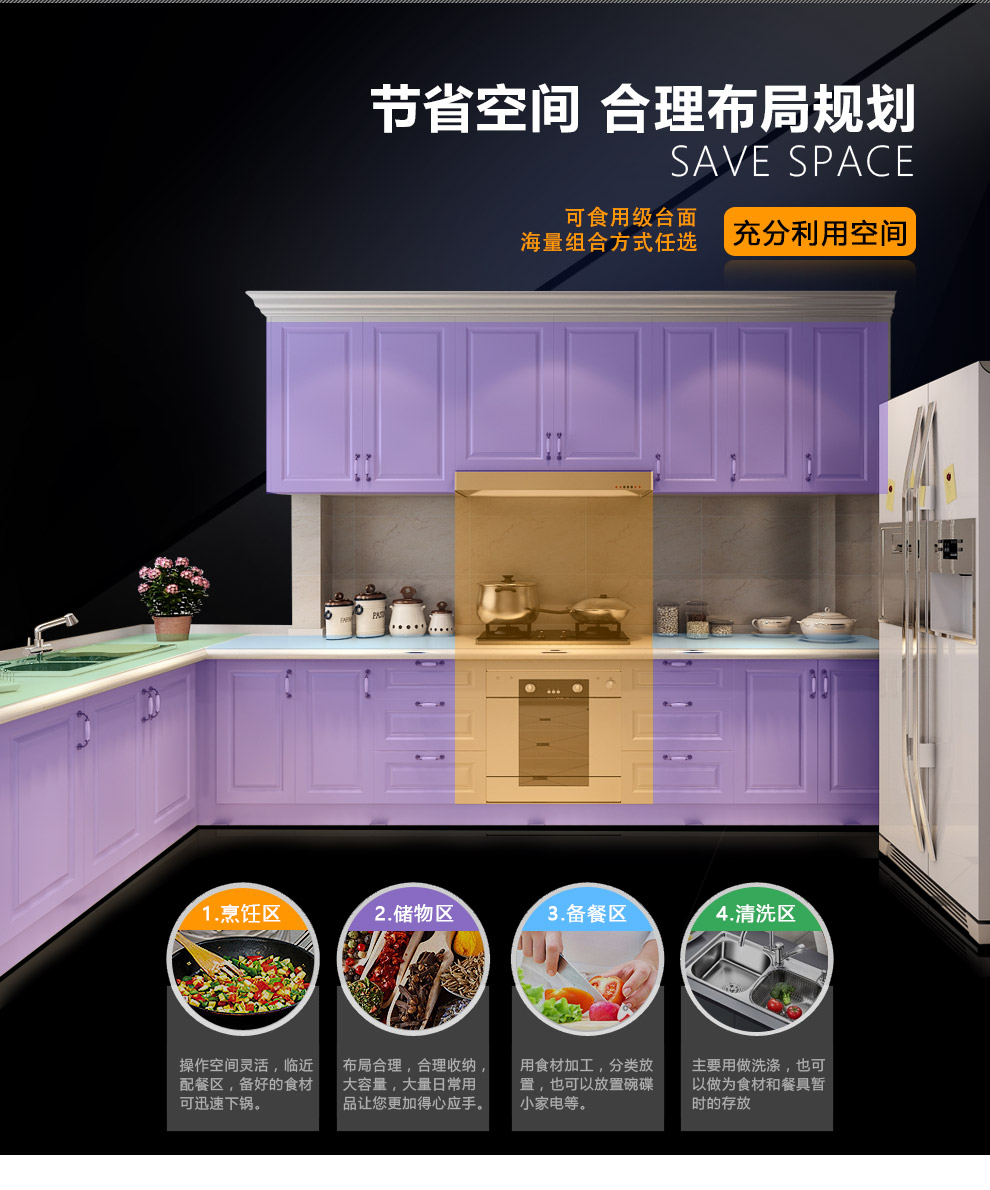 节省空间 合理布局规划
SAVE SPACE
可食用级台面
海量组合方式任选
充分利用空间
1.烹饪区
操作空间灵活，临近
配餐区，备好的食材
可迅速下锅。
2.储物区
布局合理，合理收纳，
大容量，大量日常用
品让您更加得心应手。
3.备餐区
用食材加工，分类放
置，也可以放置碗碟
小家电等。
4.清洗区
主要用做洗涤，也可
以做为食材和餐具暂
时的存放